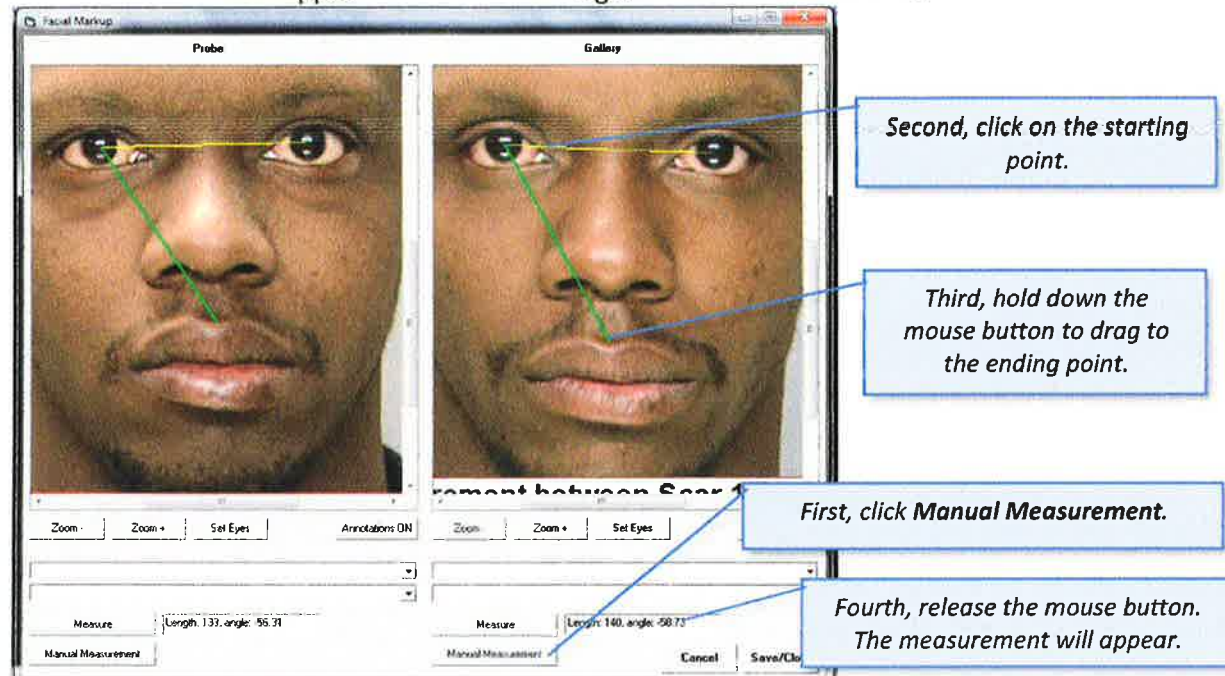 Facial Markup
Probe
Gallery
Second, click on the starting
point.
Third, hold down the
mouse button to drag to
the ending point.
First, click Manual Measurement.
Zoom -
Zoom +
Set Eyes
Annotations ON
Zoom -
Zoom +
Set Eyes
Fourth, release the mouse button.
The measurement will appear.
Measure
Length: 133, angle: -56.31
Measure
Length: 140, angle: -58.73
Manual Measurement
Manual Measurement
Cancel
Save/Clo